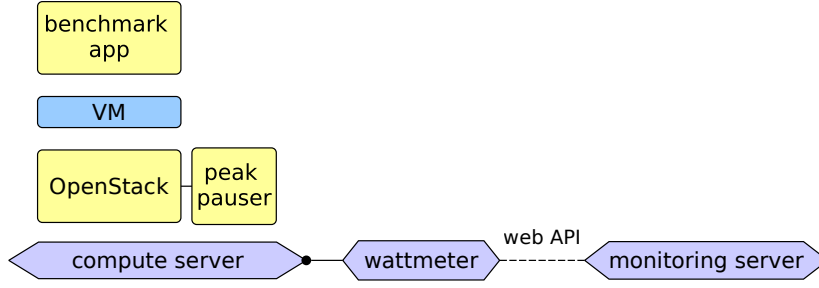 benchmark
app
VM
OpenStack
peak
pauser
web API
compute server
wattmeter
monitoring server